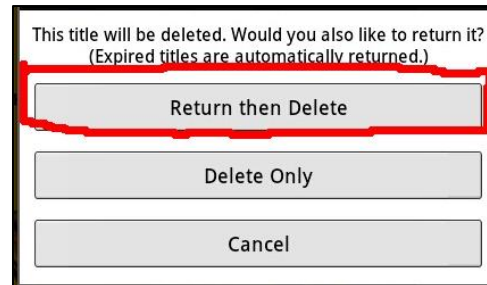 This title will be deleted. Would you also like to return it?
(Expired titles are automatically returned.)
Return then Delete
Delete Only
Cancel